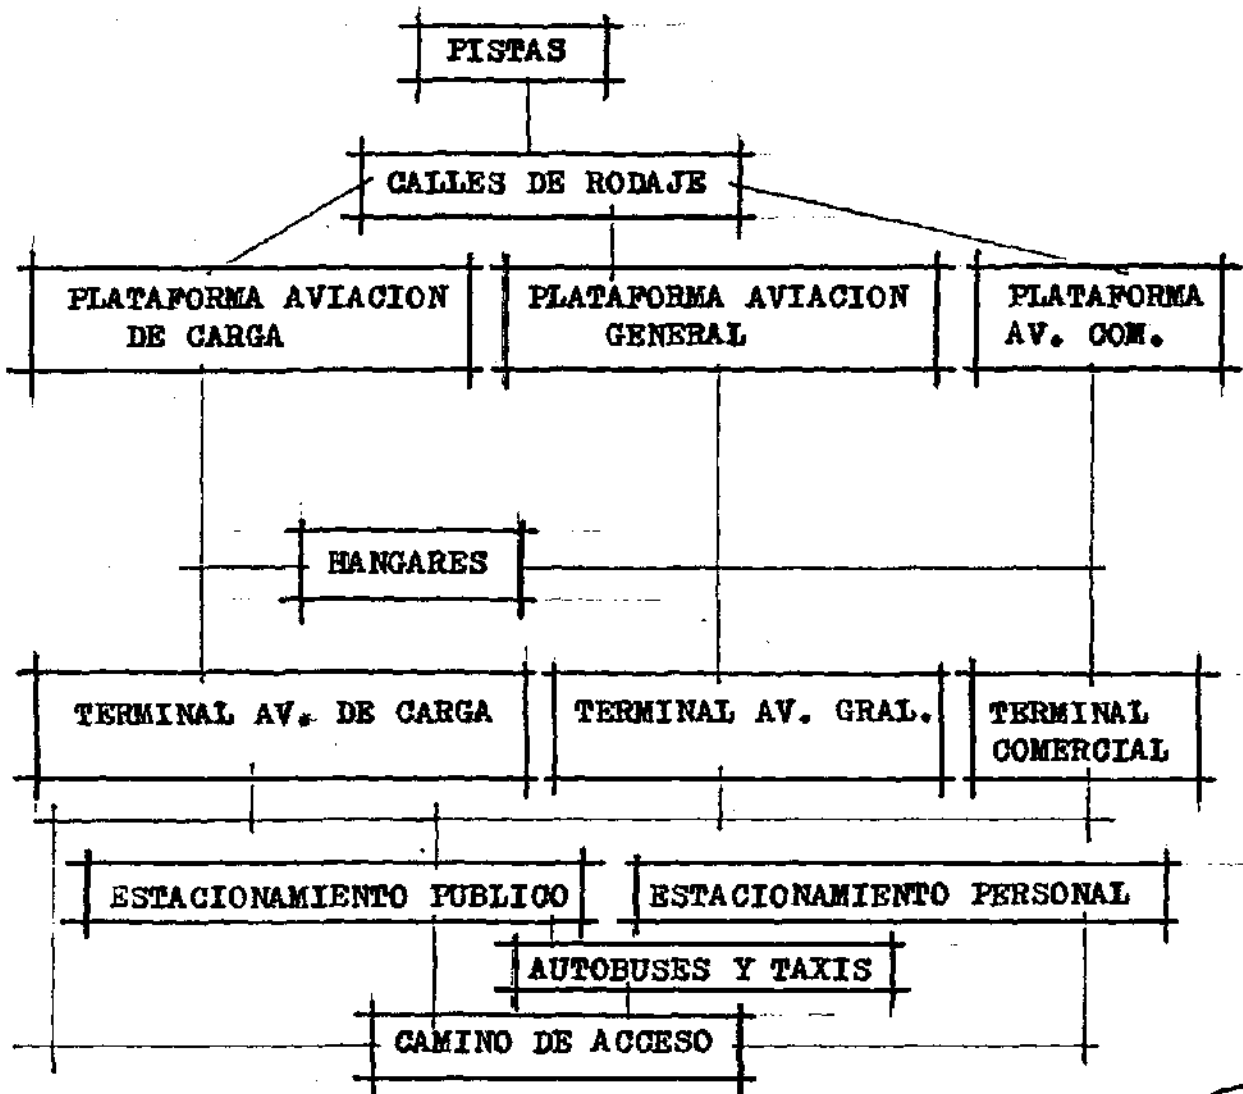 PISTAS
CALLES DE RODAJE
PLATAFORMA AVIACION
DE CARGA
PLATAFORMA AVIACION
GENERAL
PLATAFORMA
AV. COM.
HANGARES
TERMINAL AV. DE CARGA
TERMINAL AV. GRAL.
TERMINAL
COMERCIAL
ESTACIONAMIENTO PUBLICO
ESTACIONAMIENTO PERSONAL
AUTOBUSES Y TAXIS
CAMINO DE ACCESO